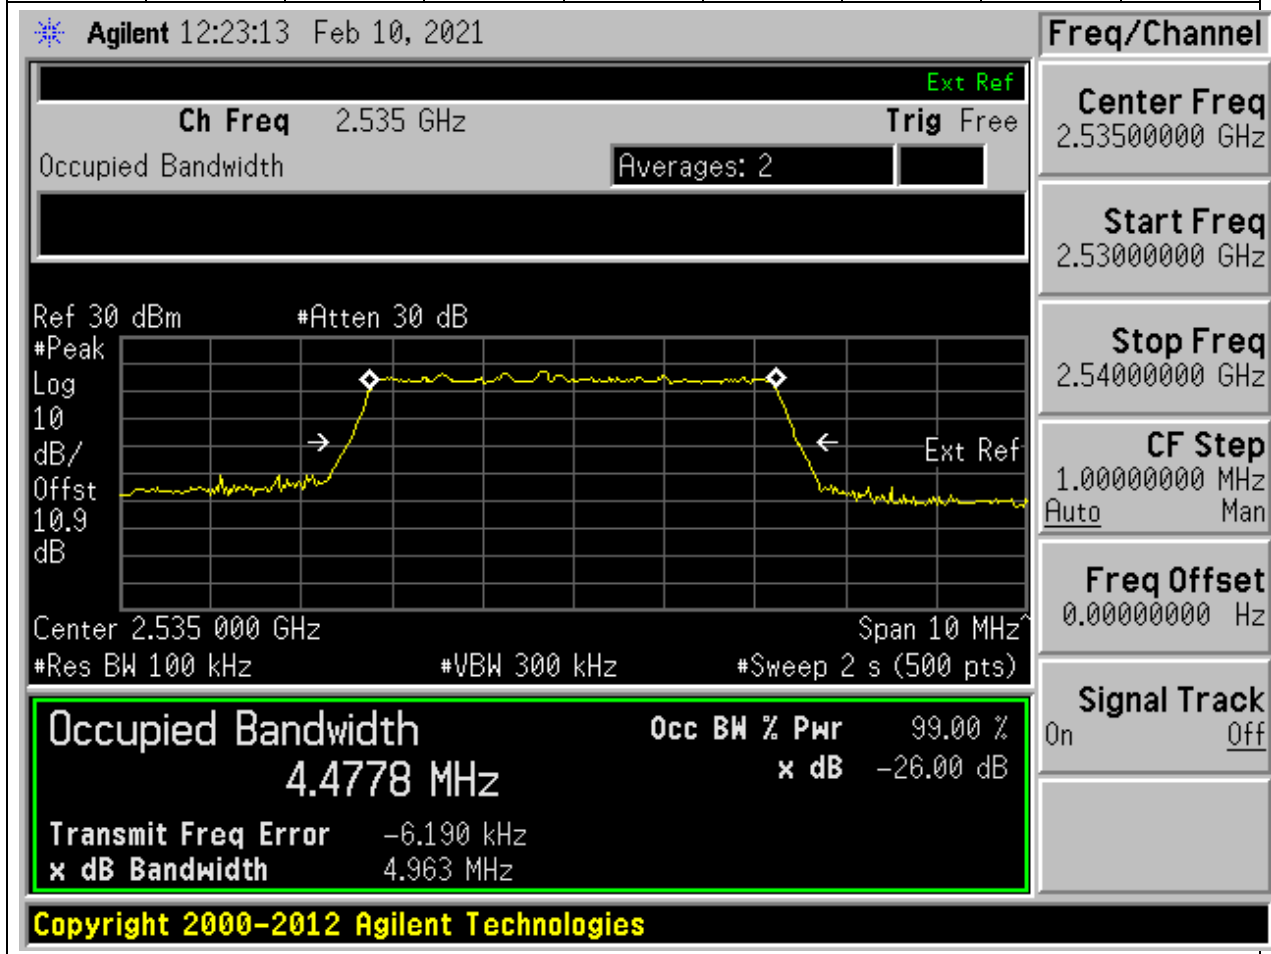 Agilent 12:23:13 Feb 10, 2021
Freq/Channel
Ext Ref
Ch Freq 2.535 GHz Trig Free
Occupied Bandwidth Averages: 2
Center Freq
2.53500000 GHz
Start Freq
2.53000000 GHz
Stop Freq
2.54000000 GHz
CF Step
1.00000000 MHz
Auto Man
Freq Offset
0.00000000 Hz
Signal Track
On Off
Ref 30 dBm #Atten 30 dB
#Peak
Log
10
dB/
Offst
10.9
dB
Ext Ref
Center 2.535 000 GHz Span 10 MHz^
#Res BW 100 kHz #VBW 300 kHz #Sweep 2 s (500 pts)
Occupied Bandwidth
4.4778 MHz
Occ BW % Pwr 99.00 %
x dB -26.00 dB
Transmit Freq Error -6.190 kHz
x dB Bandwidth 4.963 MHz
Copyright 2000-2012 Agilent Technologies